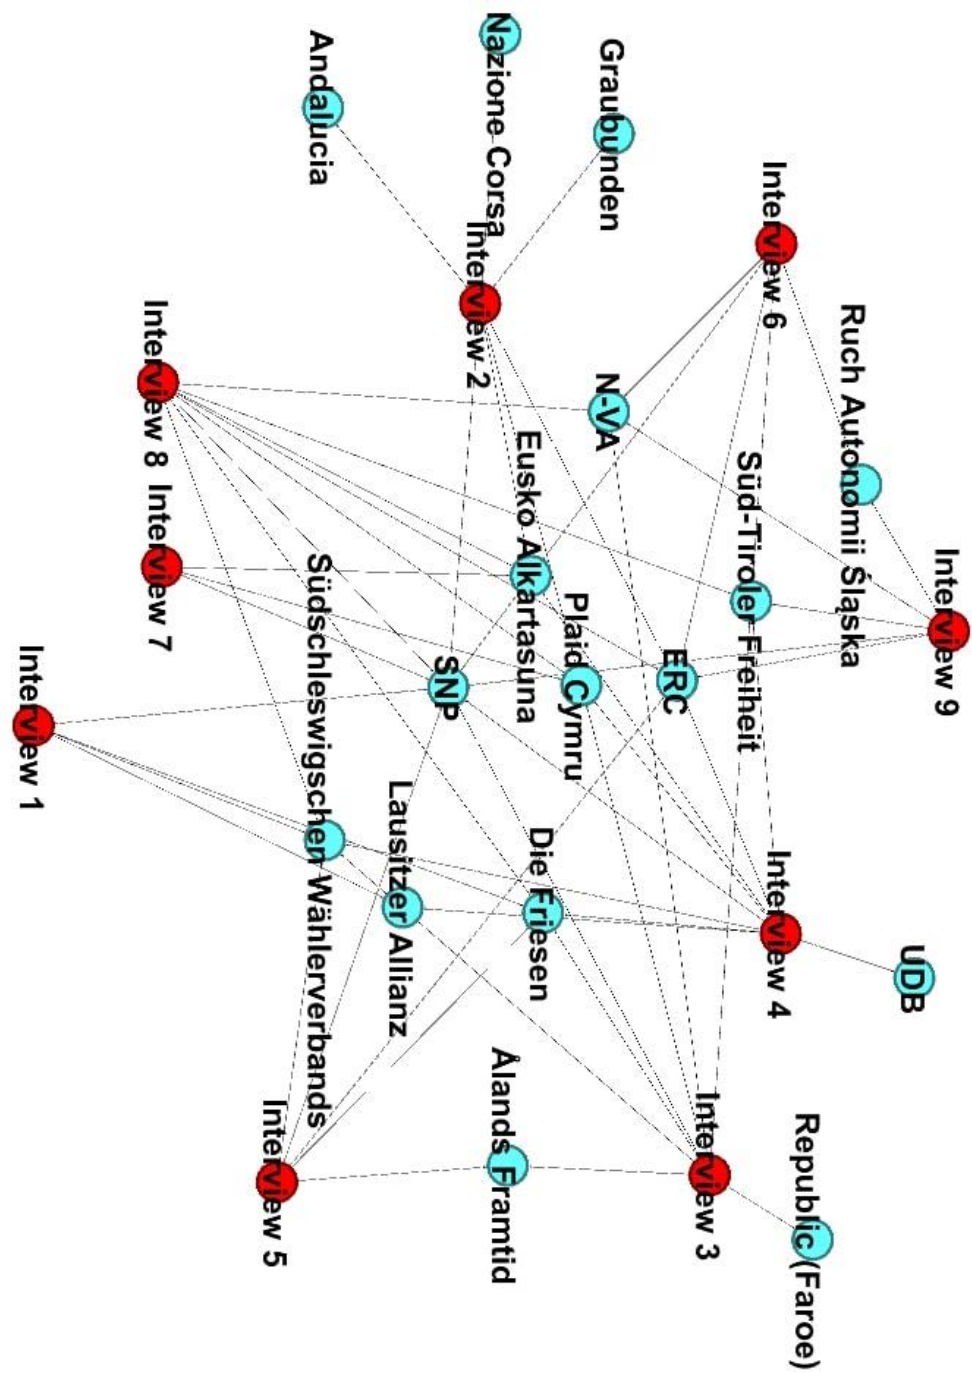 Andalucia
Nazione Corsa
Graubunden
Interview 6
Interview 2
Ruch Autonomii Śląska
Interview 8
N-VA
Eusko Alkartasuna
Süd-Tiroler Freiheit
Interview 9
Interview 7
Südschleswigschen Wählerverbands
Plaid Cymru
ERC
SNP
Interview 1
Lausitzer Allianz
Die Friesen
Interview 4
UDB
Ålands Framtid
Interview 3
Interview 5
Republic (Faroe)